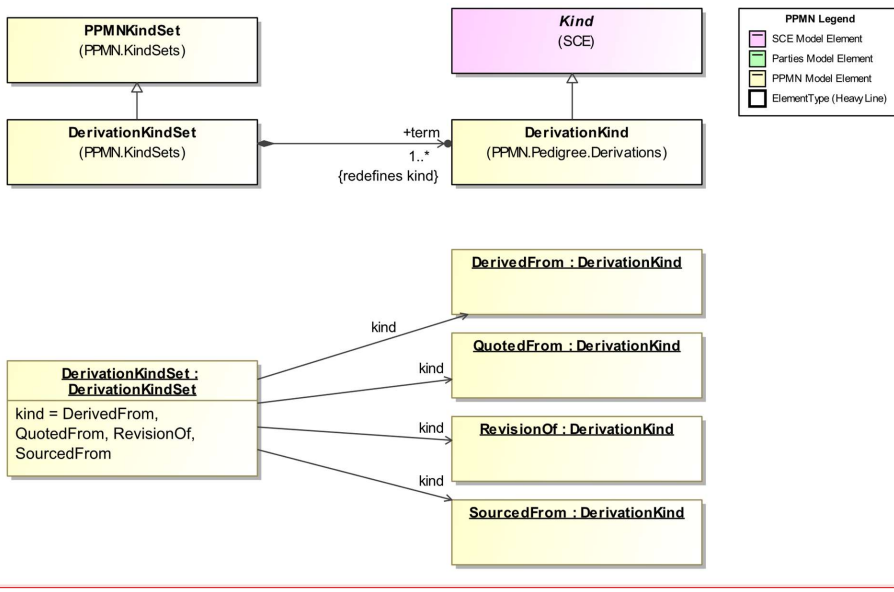 PPMNKindSet
(PPMN.KindSets)
Kind
(SCE)
PPMN Legend
SCE Model Element
Parties Model Element
PPMN Model Element
ElementType (Heavy Line)
DerivationKindSet
(PPMN.KindSets)
+term
1..*
{redefines kind}
DerivationKind
(PPMN.Pedigree.Derivations)
DerivedFrom : DerivationKind
kind
QuotedFrom : DerivationKind
kind
DerivationKindSet :
DerivationKindSet
kind = DerivedFrom,
QuotedFrom, RevisionOf,
SourcedFrom
kind
RevisionOf : DerivationKind
kind
SourcedFrom : DerivationKind